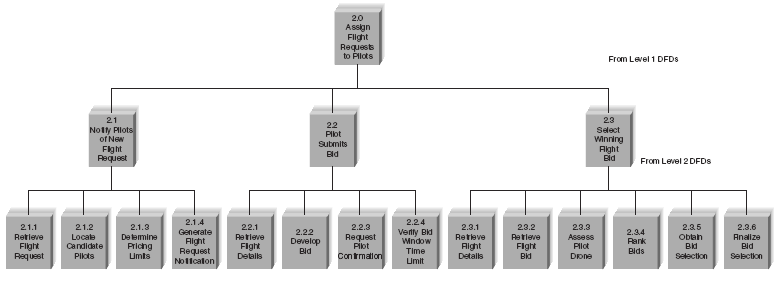 2.0
Assign
Flight
Requests
to Pilots
From Level 1 DFDs
2.1
Notify Pilots
of New
Flight
Request
2.2
Pilot
Submits
Bid
2.3
Select
Winning
Flight
Bid
From Level 2 DFDs
2.1.1
Retrieve
Flight
Request
2.1.2
Locate
Candidate
Pilots
2.1.3
Determine
Pricing
Limits
2.1.4
Generate
Flight
Request
Notification
2.2.1
Retrieve
Flight
Details
2.2.2
Develop
Bid
2.2.3
Request
Pilot
Confirmation
2.2.4
Verify Bid
Window
Time
Limit
2.3.1
Retrieve
Flight
Details
2.3.2
Retrieve
Flight
Bid
2.3.3
Assess
Pilot
Drone
2.3.4
Rank
Bids
2.3.5
Obtain
Bid
Selection
2.3.6
Finalize
Bid
Selection